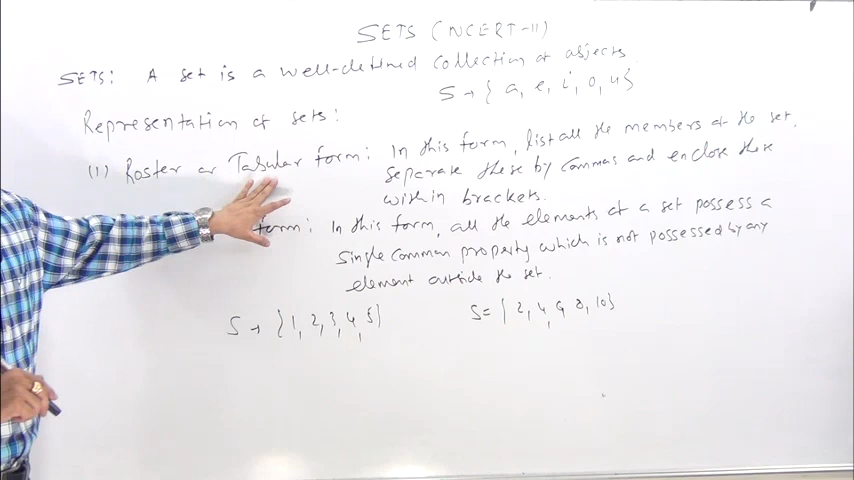 SETS (NCERT-11)
SETS: A set is a well-defined collection of objects.
S → { a, e, i, o, u }
Representation of sets:
(1) Roster or Tabular form: In this form, list all the members of the set, separate these by commas and enclose these within brackets.
form: In this form, all the elements of a set possess a single common property which is not possessed by any element outside the set.
S → { 1, 2, 3, 4, 5 }
S = { 2, 4, 6, 8, 10 }